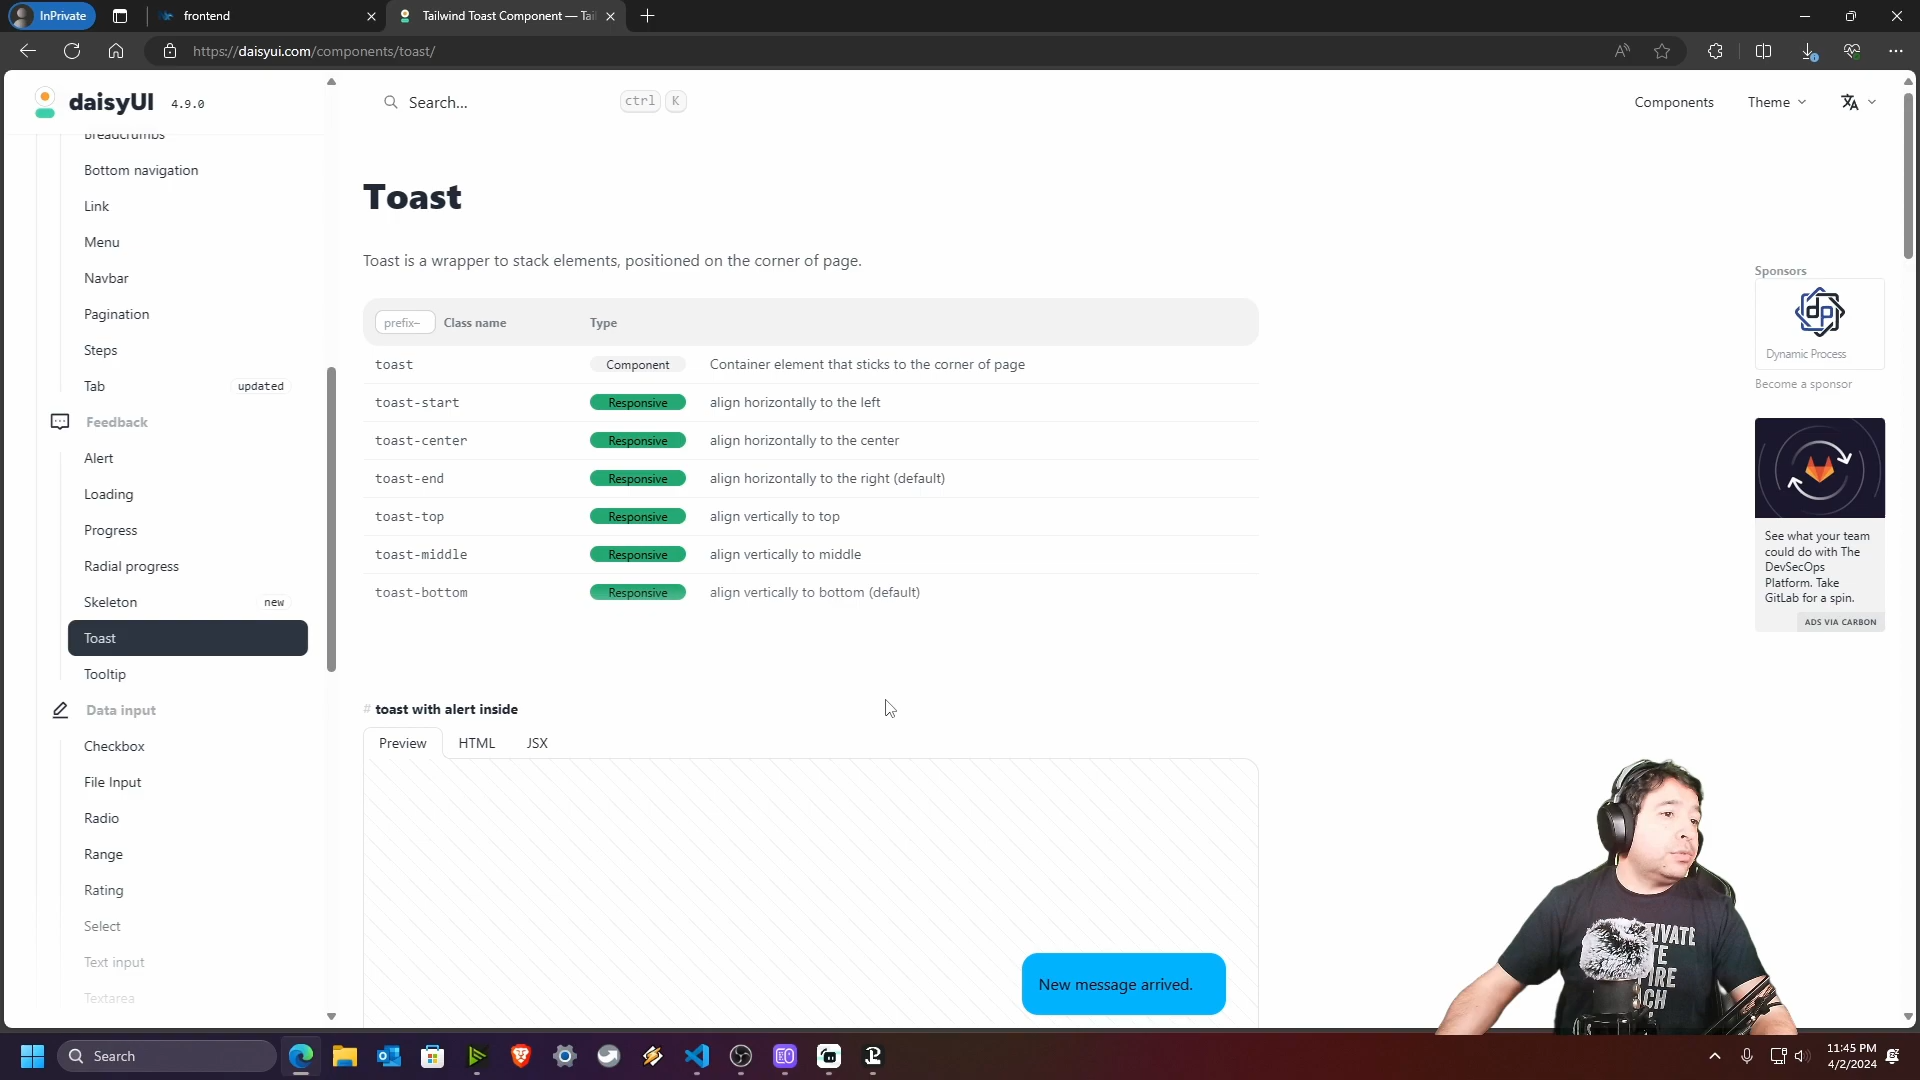 InPrivate
frontend
Tailwind Toast Component — Tail
https://daisyui.com/components/toast/
daisyUI 4.9.0
Search...
ctrl K
Components
Theme
Breadcrumbs
Bottom navigation
Link
Menu
Navbar
Pagination
Steps
Tab updated
Feedback
Alert
Loading
Progress
Radial progress
Skeleton new
Toast
Tooltip
Data input
Checkbox
File Input
Radio
Range
Rating
Select
Text input
Textarea
Toast
Toast is a wrapper to stack elements, positioned on the corner of page.
prefix- Class name Type
toast Component Container element that sticks to the corner of page
toast-start Responsive align horizontally to the left
toast-center Responsive align horizontally to the center
toast-end Responsive align horizontally to the right (default)
toast-top Responsive align vertically to top
toast-middle Responsive align vertically to middle
toast-bottom Responsive align vertically to bottom (default)
# toast with alert inside
Preview HTML JSX
New message arrived.
Sponsors
dp
Dynamic Process
Become a sponsor
See what your team
could do with The
DevSecOps
Platform. Take
GitLab for a spin.
ADS VIA CARBON
Search
11:45 PM
4/2/2024